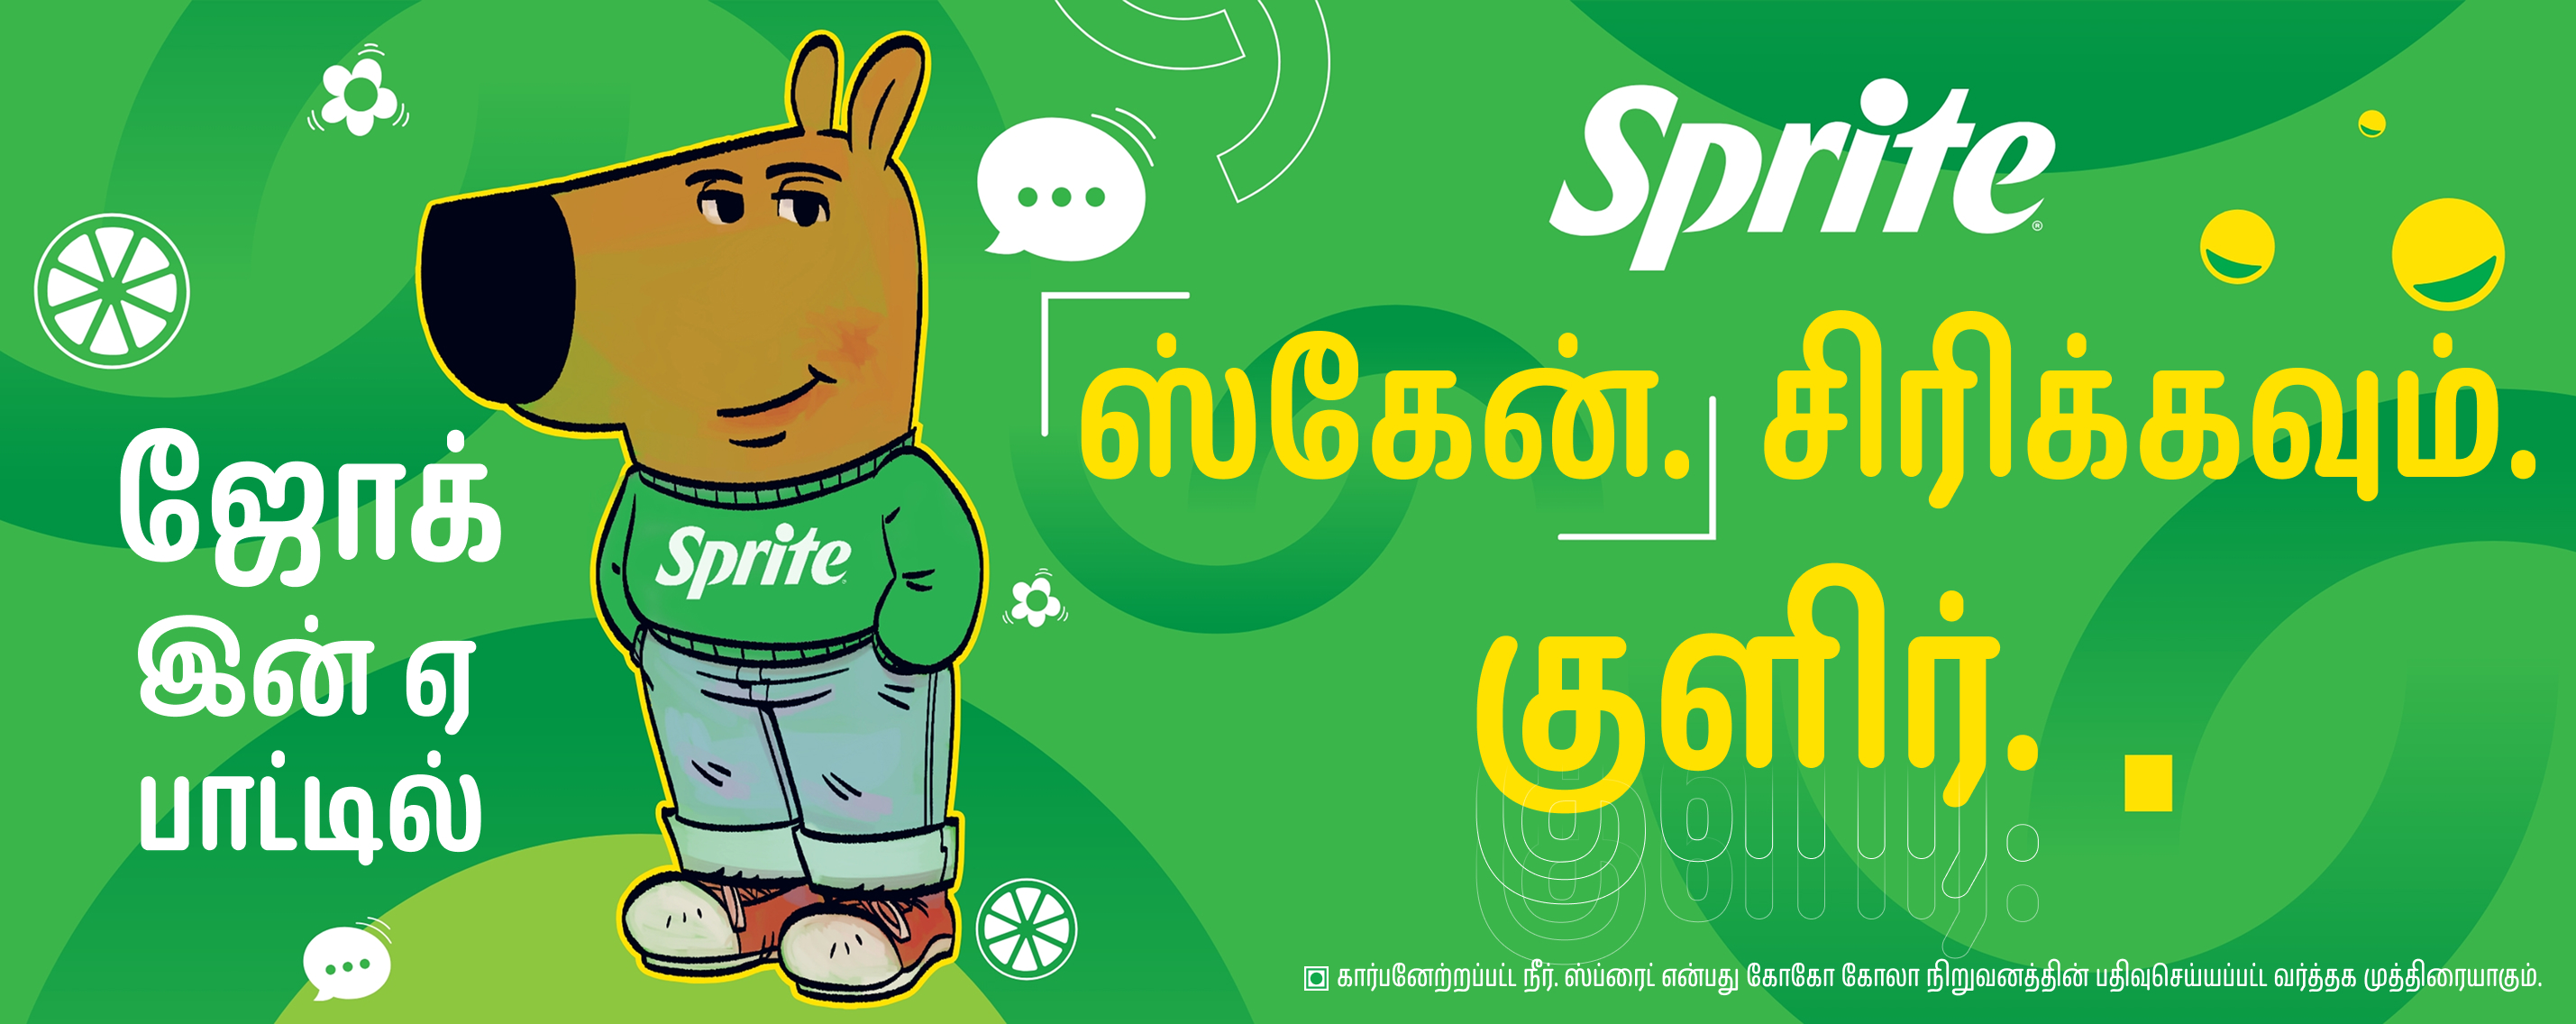 Sprite
ஸ்கேன். சிரிக்கவும்.
குளிர்.
ஜோக்
இன் ஏ
பாட்டில்
Sprite
கார்பனேற்றப்பட்ட நீர். ஸ்ப்ரைட் என்பது கோகோ கோலா நிறுவனத்தின் பதிவுசெய்யப்பட்ட வர்த்தக முத்திரையாகும்.